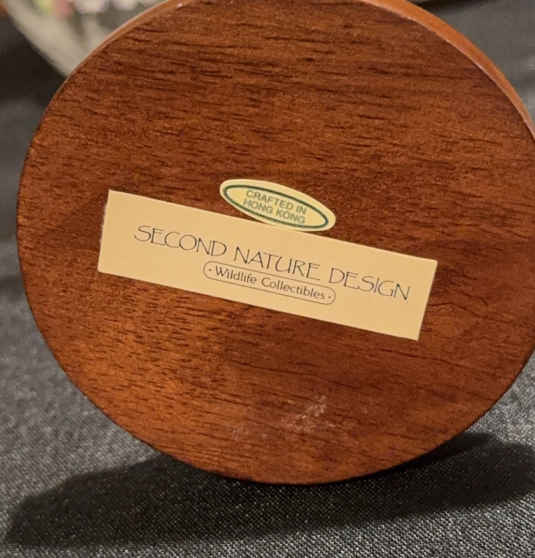 CRAFTED IN
HONG KONG
SECOND NATURE DESIGN
• Wildlife Collectibles •